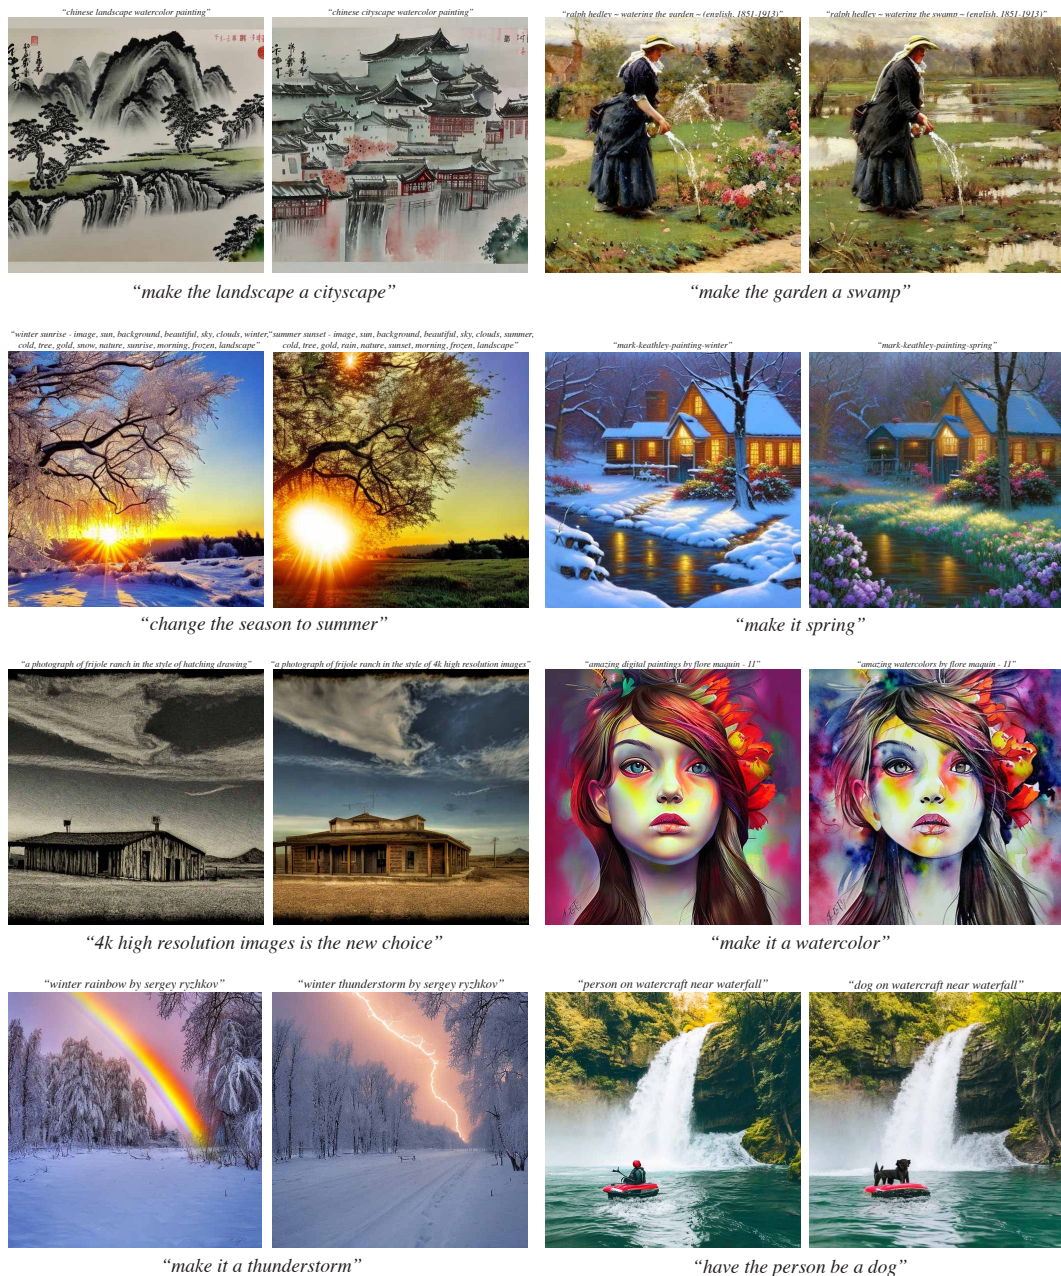 “chinese landscape watercolor painting”
“chinese cityscape watercolor painting”
“ralph hedley ~ watering the garden ~ (english, 1851-1913)”
“ralph hedley ~ watering the swamp ~ (english, 1851-1913)”
“make the landscape a cityscape”
“make the garden a swamp”
“winter sunrise - image, sun, background, beautiful, sky, clouds, winter,
cold, tree, gold, snow, nature, sunrise, morning, frozen, landscape”
“summer sunset - image, sun, background, beautiful, sky, clouds, summer,
cold, tree, gold, rain, nature, sunset, morning, frozen, landscape”
“mark-keathley-painting-winter”
“mark-keathley-painting-spring”
“change the season to summer”
“make it spring”
“a photograph of frijole ranch in the style of hatching drawing”
“a photograph of frijole ranch in the style of 4k high resolution images”
“amazing digital paintings by flore maquin - 11”
“amazing watercolors by flore maquin - 11”
“4k high resolution images is the new choice”
“make it a watercolor”
“winter rainbow by sergey ryzhkov”
“winter thunderstorm by sergey ryzhkov”
“person on watercraft near waterfall”
“dog on watercraft near waterfall”
“make it a thunderstorm”
“have the person be a dog”